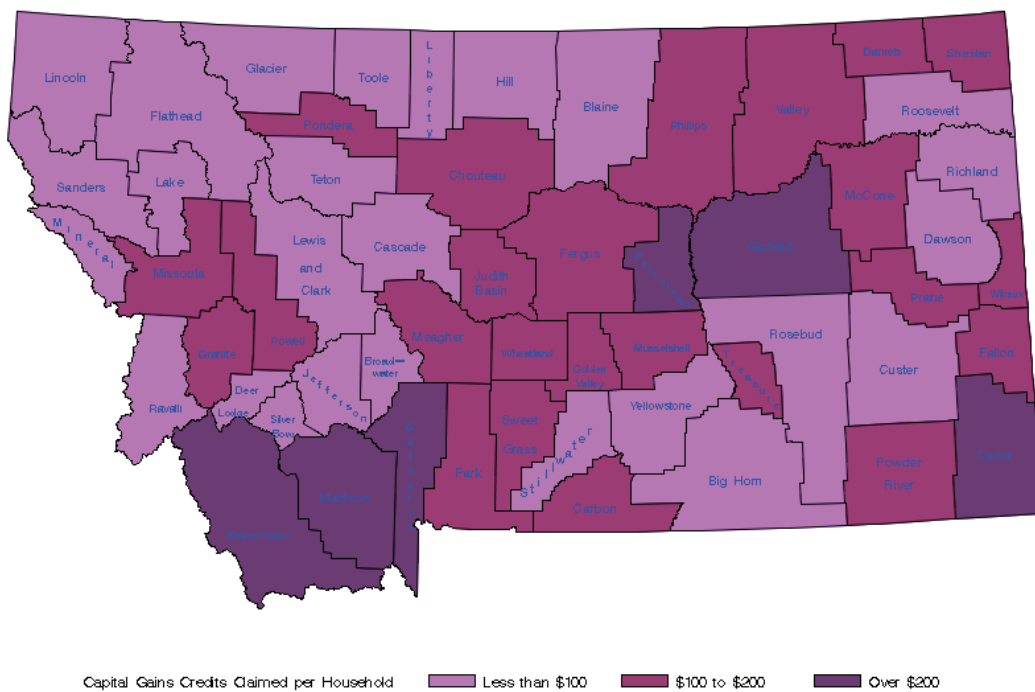 Lincoln
Glacier
Toole
Liberty
Hill
Blaine
Phillips
Valley
Daniels
Sheridan
Roosevelt
Flathead
Pondera
Chouteau
Richland
Sanders
Lake
Teton
McCone
Mineral
Missoula
Lewis
and
Clark
Cascade
Judith
Basin
Fergus
Garfield
Dawson
Prairie
Wibaux
Granite
Powell
Meagher
Broad-
water
Jefferson
Wheatland
Golden
Valley
Musselshell
Treasure
Rosebud
Custer
Fallon
Ravalli
Deer
Lodge
Silver
Bow
Sweet
Grass
Yellowstone
Park
Stillwater
Carbon
Big Horn
Powder
River
Carter
Madison
Capital Gains Credits Claimed per Household
Less than $100
$100 to $200
Over $200